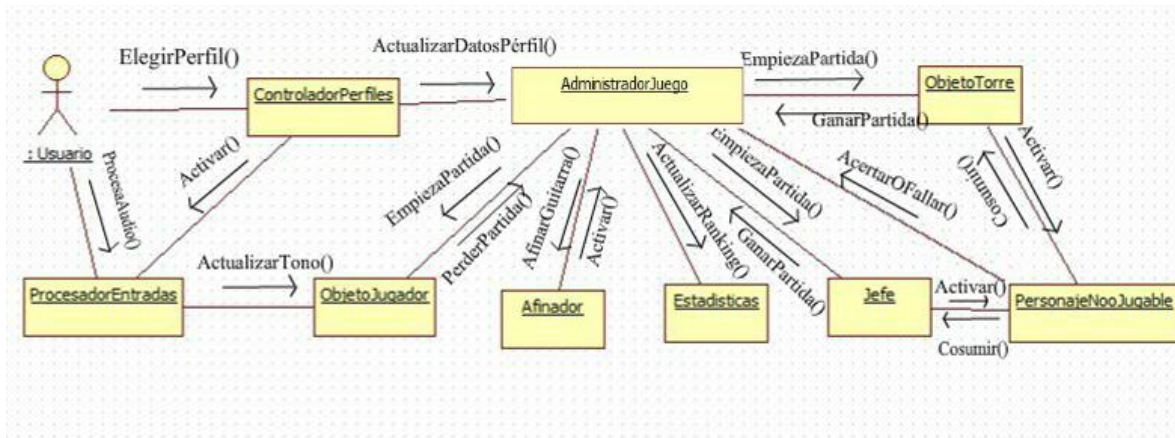 ElegirPerfil()
ActualizarDatosPérfil()
EmpiezaPartida()
ControladorPerfiles
AdministradorJuego
ObjetoTorre
GanarPartida()
: Usuario
ProcesaAudio()
Activar()
EmpiezaPartida()
PerderPartida()
AfinarGuitarra()
Activar()
ActualizarRanking()
EmpiezaPartida()
GanarPartida()
AcertarOFallar()
Cosumir()
Activar()
ActualizarTono()
ProcesadorEntradas
ObjetoJugador
Afinador
Estadisticas
Jefe
Activar()
PersonajeNooJugable
Cosumir()